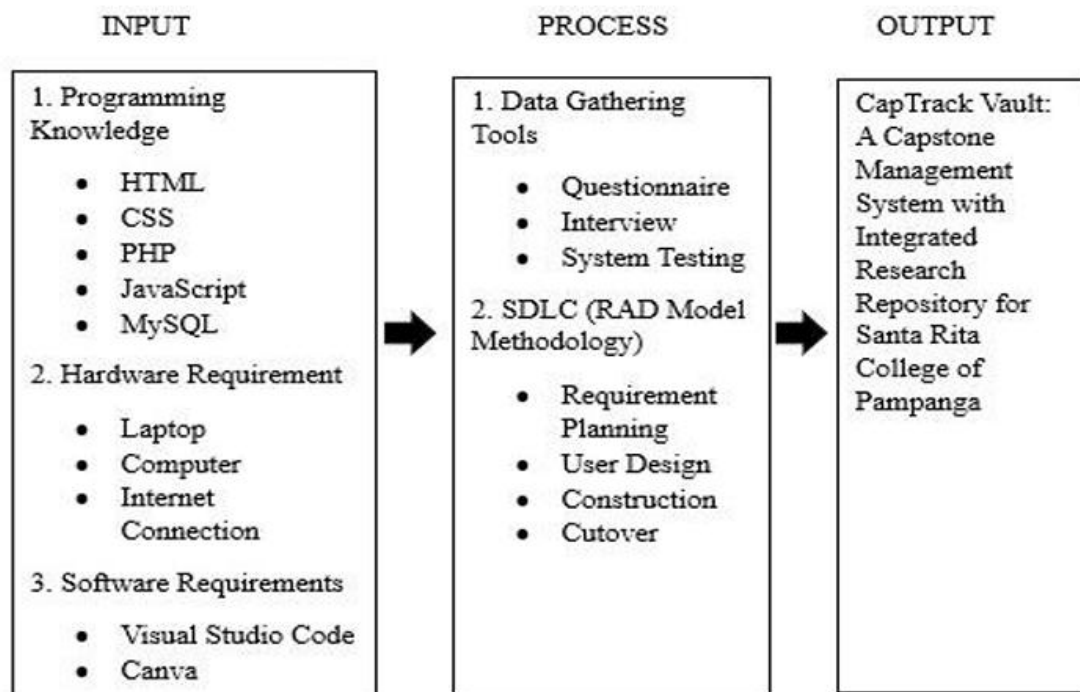 INPUT
PROCESS
OUTPUT
1. Programming
Knowledge
• HTML
• CSS
• PHP
• JavaScript
• MySQL
2. Hardware Requirement
• Laptop
• Computer
• Internet
Connection
3. Software Requirements
• Visual Studio Code
• Canva
1. Data Gathering
Tools
• Questionnaire
• Interview
• System Testing
2. SDLC (RAD Model
Methodology)
• Requirement
Planning
• User Design
• Construction
• Cutover
CapTrack Vault:
A Capstone
Management
System with
Integrated
Research
Repository for
Santa Rita
College of
Pampanga